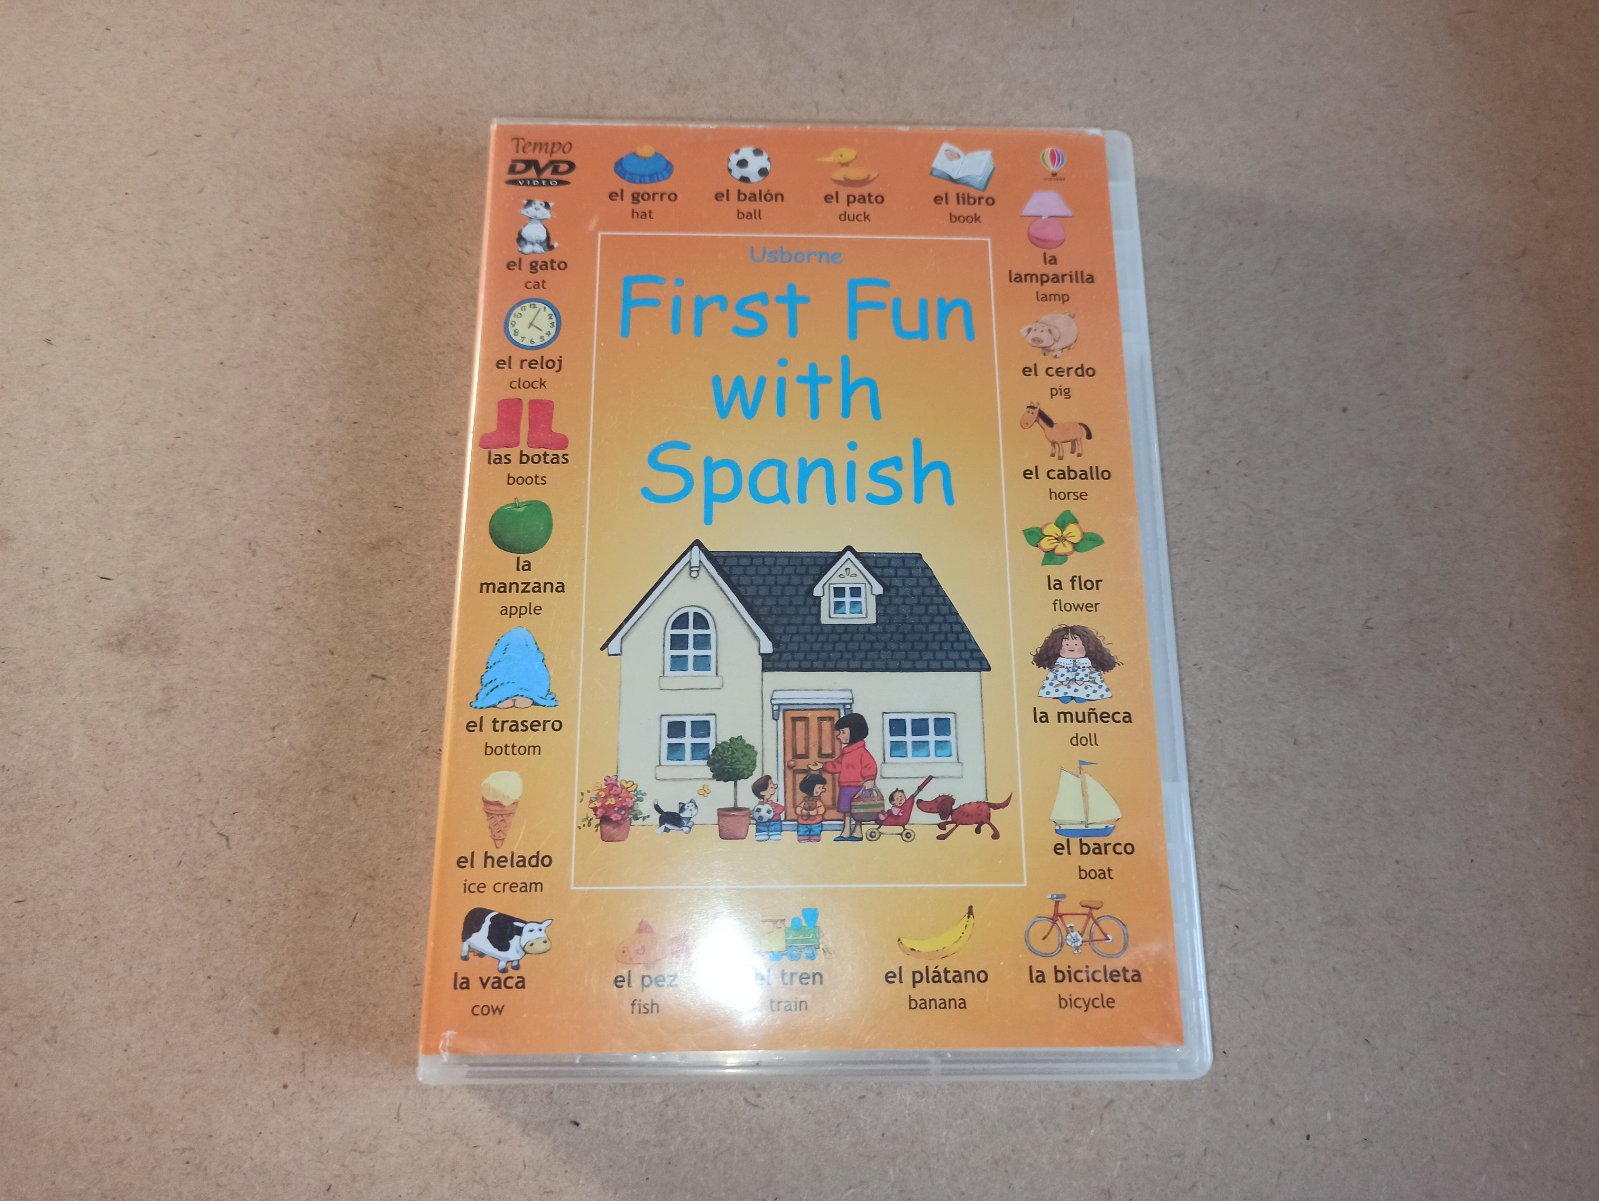 Tempo
DVD
VIDEO
el gorro
hat
el balón
ball
el pato
duck
el libro
book
el gato
cat
el reloj
clock
las botas
boots
la
manzana
apple
el trasero
bottom
el helado
ice cream
la vaca
cow
Usborne
First Fun
with
Spanish
la
lamparilla
lamp
el cerdo
pig
el caballo
horse
la flor
flower
la muñeca
doll
el barco
boat
el pez
fish
el tren
train
el plátano
banana
la bicicleta
bicycle